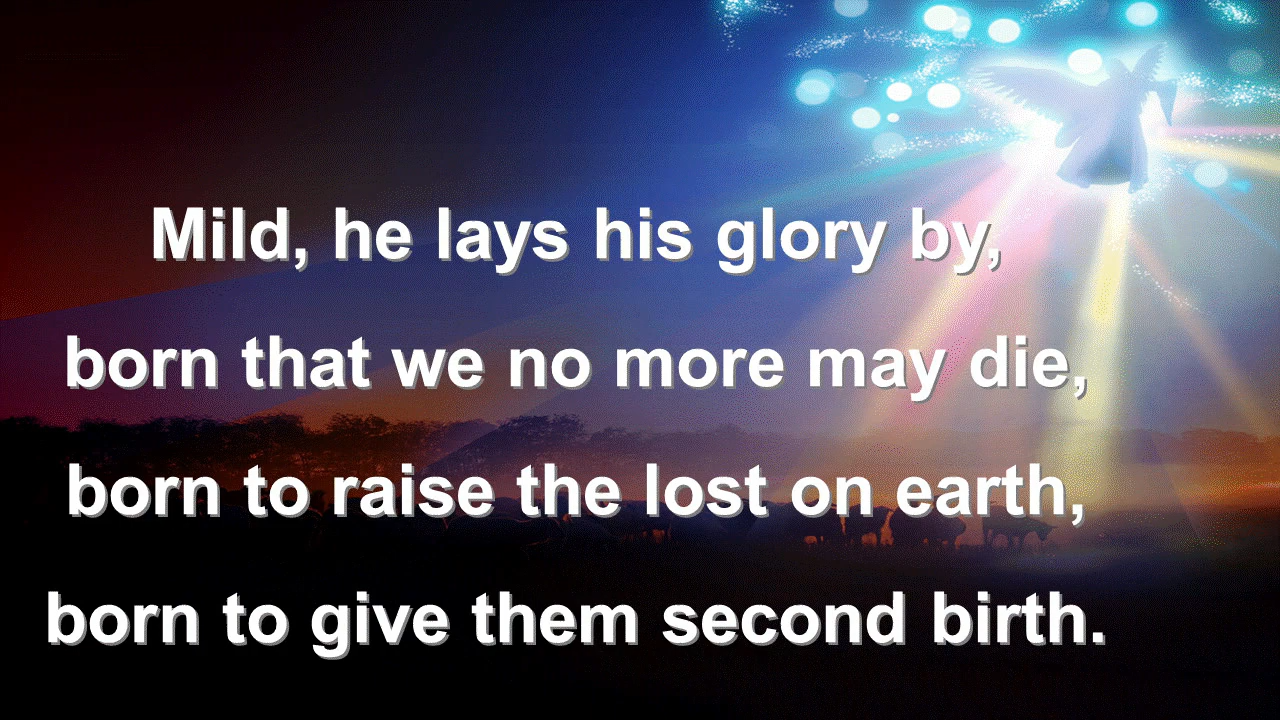 Mild, he lays his glory by,
born that we no more may die,
born to raise the lost on earth,
born to give them second birth.